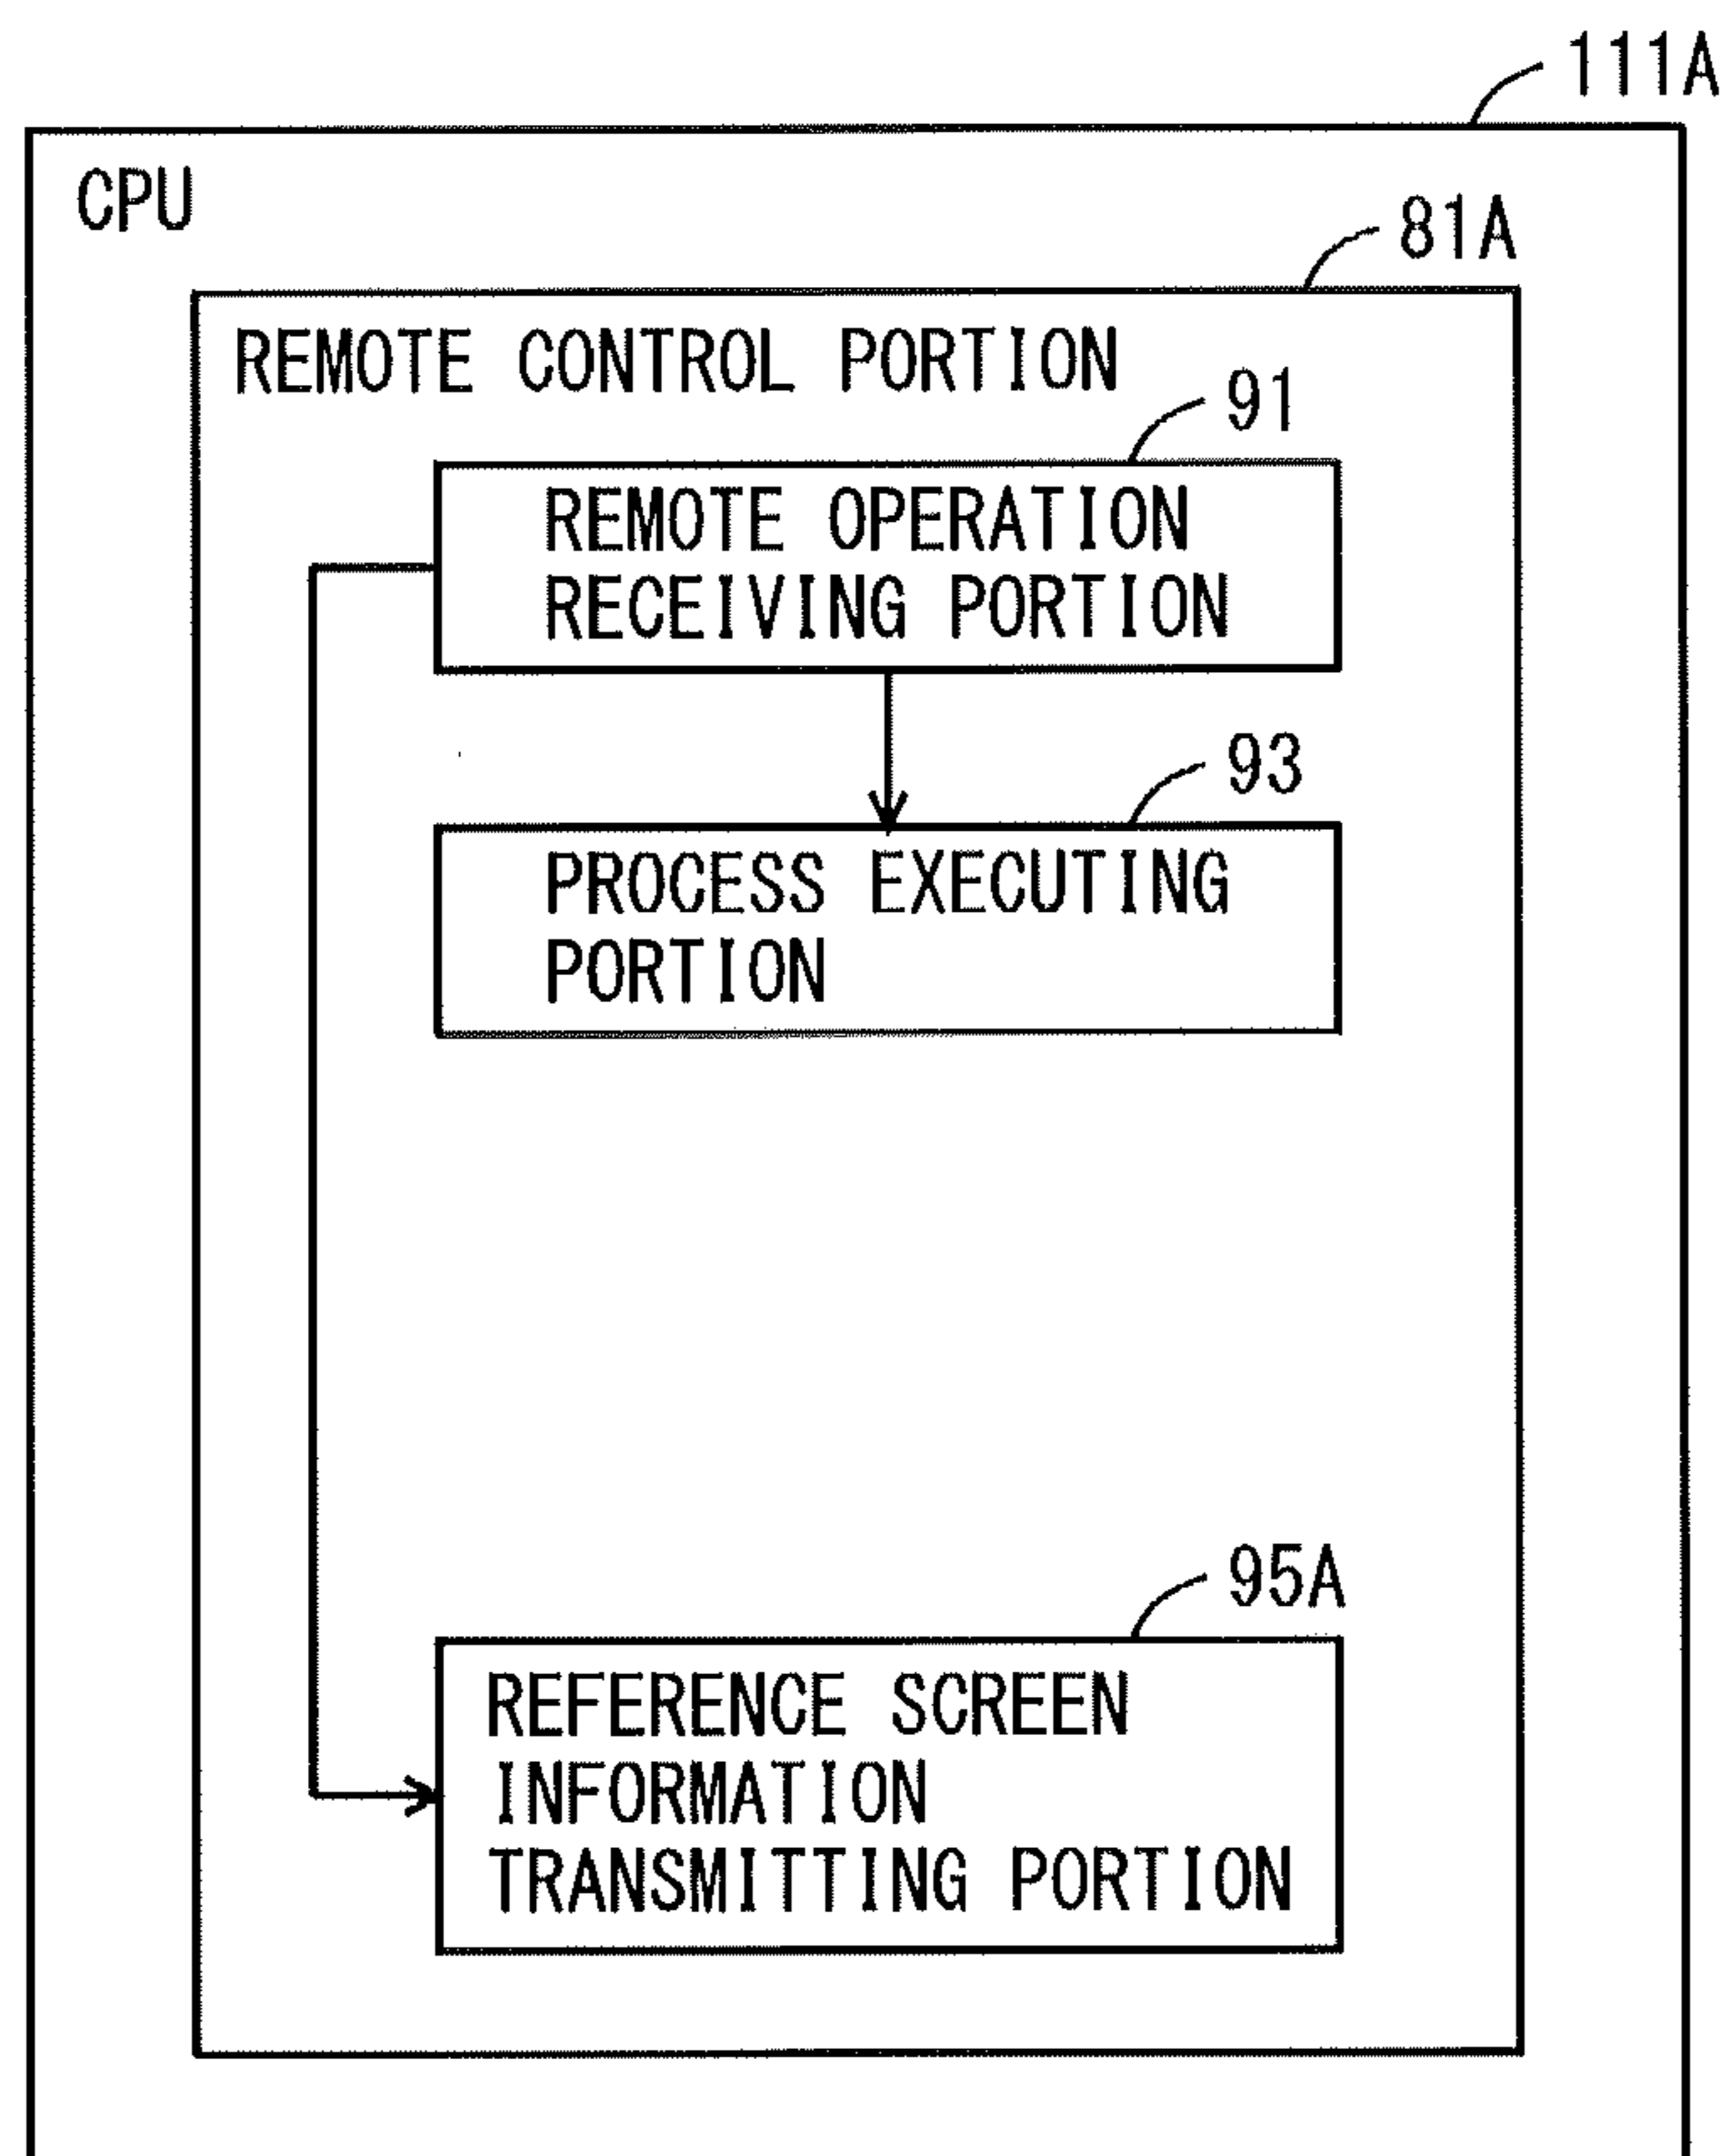 111A
CPU
81A
REMOTE CONTROL PORTION
91
REMOTE OPERATION
RECEIVING PORTION
93
PROCESS EXECUTING
PORTION
95A
REFERENCE SCREEN
INFORMATION
TRANSMITTING PORTION